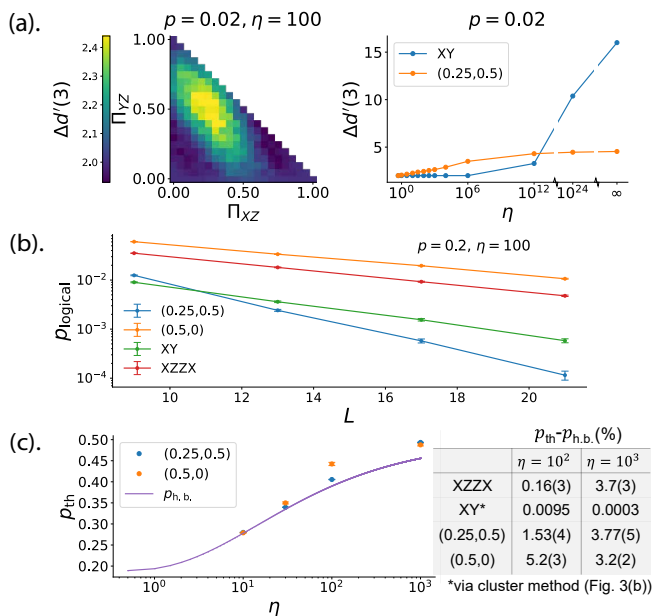 (a).
p = 0.02, η = 100
p = 0.02
2.4
2.3
2.2
2.1
2.0
Δd′(3)
1.00
0.50
0.00
Π_YZ
0.00 0.50 1.00
Π_XZ
15
10
5
Δd′(3)
XY
(0.25,0.5)
10^0 10^6 10^12 10^24 ∞
η
(b).
p = 0.2, η = 100
10^−2
10^−3
10^−4
p_logical
(0.25,0.5)
(0.5,0)
XY
XZZX
10 12 14 16 18 20
L
(c).
0.50
0.45
0.40
0.35
0.30
0.25
0.20
p_th
(0.25,0.5)
(0.5,0)
p_h.b.
10^0 10^1 10^2 10^3
η
p_th-p_h.b.(%)
η = 10^2 η = 10^3
XZZX 0.16(3) 3.7(3)
XY* 0.0095 0.0003
(0.25,0.5) 1.53(4) 3.77(5)
(0.5,0) 5.2(3) 3.2(2)
*via cluster method (Fig. 3(b))